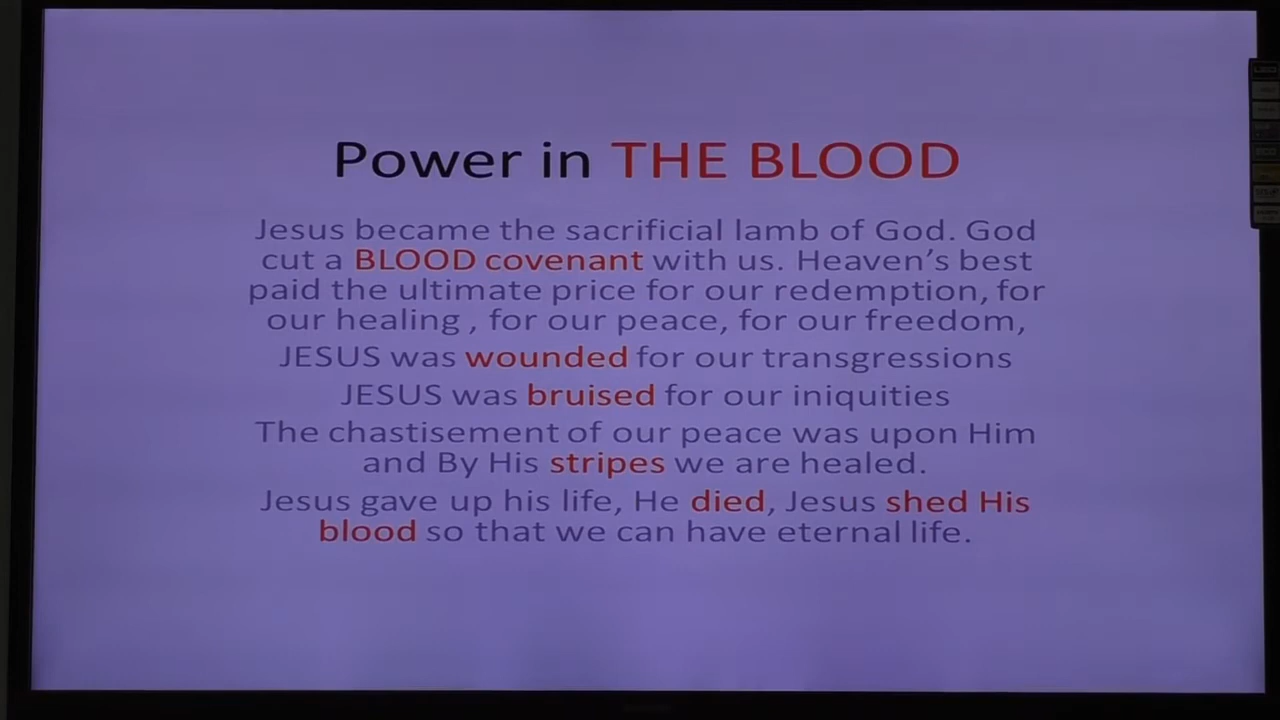 Power in THE BLOOD
Jesus became the sacrificial lamb of God. God
cut a BLOOD covenant with us. Heaven’s best
paid the ultimate price for our redemption, for
our healing , for our peace, for our freedom,
JESUS was wounded for our transgressions
JESUS was bruised for our iniquities
The chastisement of our peace was upon Him
and By His stripes we are healed.
Jesus gave up his life, He died, Jesus shed His
blood so that we can have eternal life.